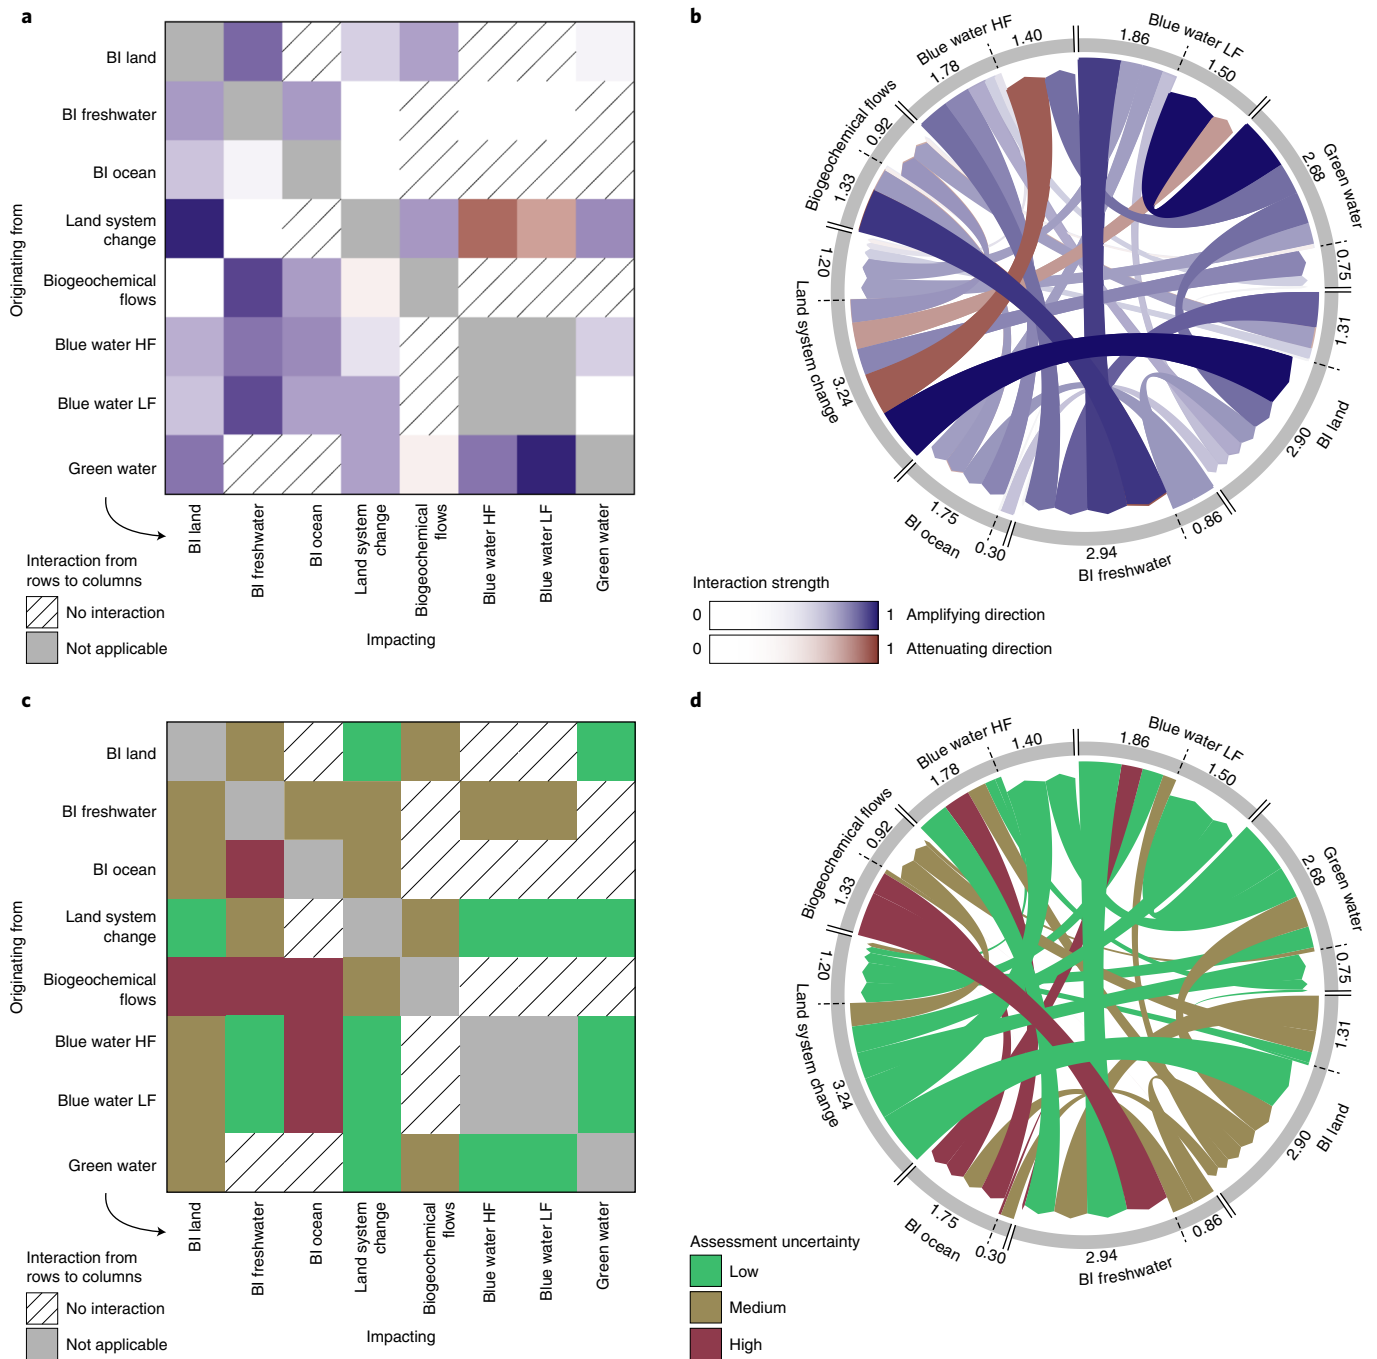 a
BI land
BI freshwater
BI ocean
Land system
change
Biogeochemical
flows
Blue water HF
Blue water LF
Green water
Originating from
BI land
BI freshwater
BI ocean
Land system
change
Biogeochemical
flows
Blue water HF
Blue water LF
Green water
Impacting
Interaction from
rows to columns
No interaction
Not applicable
b
Blue water HF
1.78
1.40
Blue water LF
1.86
1.50
Green water
2.68
0.75
BI land
1.31
2.90
BI freshwater
0.86
2.94
BI ocean
0.30
1.75
Land system change
3.24
1.20
Biogeochemical flows
1.33
0.92
Interaction strength
0 1 Amplifying direction
0 1 Attenuating direction
c
BI land
BI freshwater
BI ocean
Land system
change
Biogeochemical
flows
Blue water HF
Blue water LF
Green water
Originating from
BI land
BI freshwater
BI ocean
Land system
change
Biogeochemical
flows
Blue water HF
Blue water LF
Green water
Impacting
Interaction from
rows to columns
No interaction
Not applicable
d
Blue water HF
1.78
1.40
Blue water LF
1.86
1.50
Green water
2.68
0.75
BI land
1.31
2.90
BI freshwater
0.86
2.94
BI ocean
0.30
1.75
Land system change
3.24
1.20
Biogeochemical flows
1.33
0.92
Assessment uncertainty
Low
Medium
High